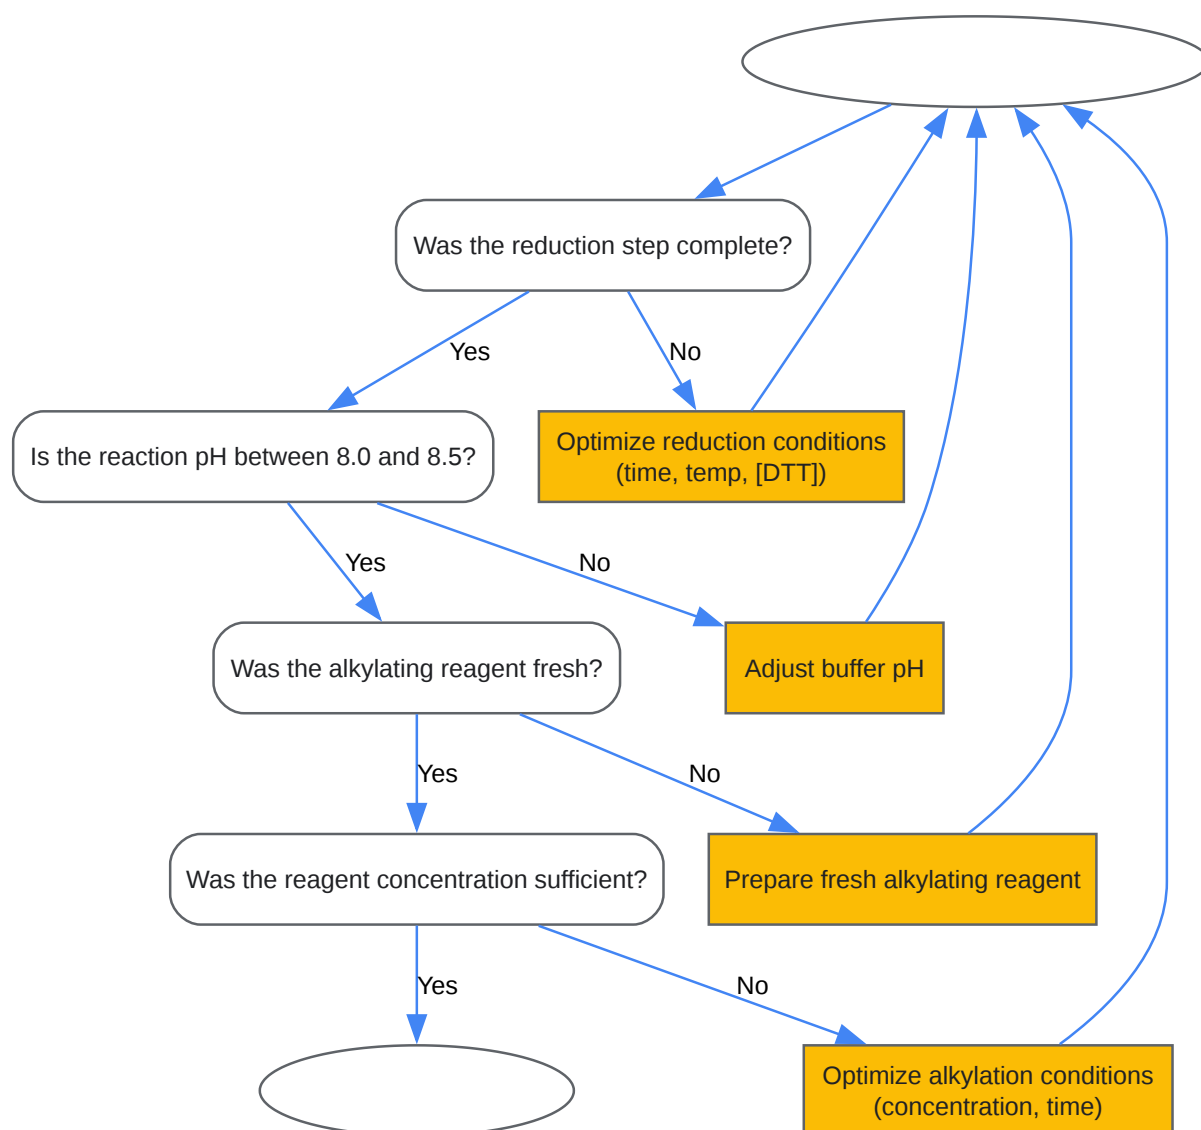 Was the reduction step complete?
Yes
No
Is the reaction pH between 8.0 and 8.5?
Optimize reduction conditions
(time, temp, [DTT])
Yes
No
Was the alkylating reagent fresh?
Adjust buffer pH
Yes
No
Was the reagent concentration sufficient?
Prepare fresh alkylating reagent
Yes
No
Optimize alkylation conditions
(concentration, time)